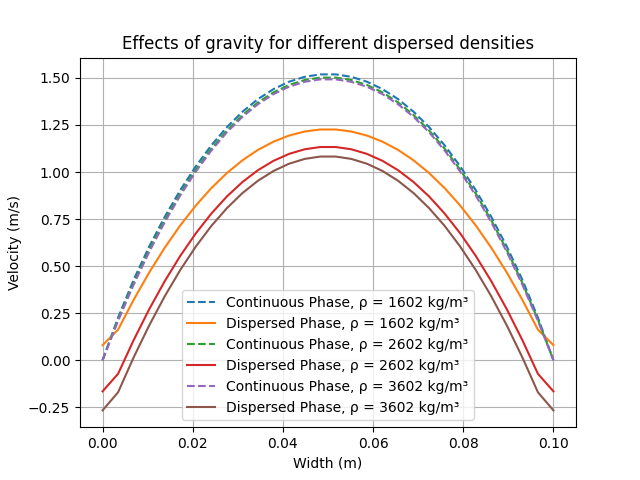 Effects of gravity for different dispersed densities
Velocity (m/s)
1.50
1.25
1.00
0.75
0.50
0.25
0.00
−0.25
Continuous Phase, ρ = 1602 kg/m³
Dispersed Phase, ρ = 1602 kg/m³
Continuous Phase, ρ = 2602 kg/m³
Dispersed Phase, ρ = 2602 kg/m³
Continuous Phase, ρ = 3602 kg/m³
Dispersed Phase, ρ = 3602 kg/m³
0.00 0.02 0.04 0.06 0.08 0.10
Width (m)